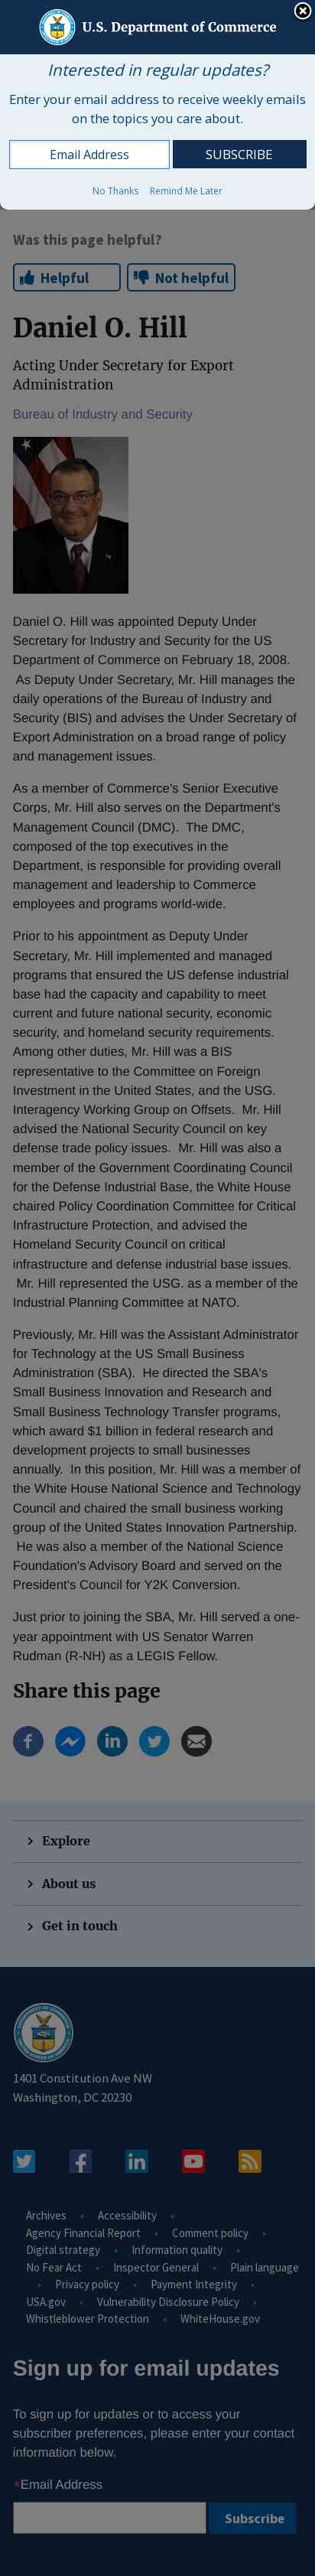 U.S. Department of Commerce
Interested in regular updates?
Enter your email address to receive weekly emails
on the topics you care about.
Email Address
SUBSCRIBE
No Thanks Remind Me Later
Was this page helpful?
Helpful
Not helpful
Daniel O. Hill
Acting Under Secretary for Export
Administration
Bureau of Industry and Security
Daniel O. Hill was appointed Deputy Under
Secretary for Industry and Security for the US
Department of Commerce on February 18, 2008.
As Deputy Under Secretary, Mr. Hill manages the
daily operations of the Bureau of Industry and
Security (BIS) and advises the Under Secretary of
Export Administration on a broad range of policy
and management issues.
As a member of Commerce's Senior Executive
Corps, Mr. Hill also serves on the Department's
Management Council (DMC).  The DMC,
composed of the top executives in the
Department, is responsible for providing overall
management and leadership to Commerce
employees and programs world-wide.
Prior to his appointment as Deputy Under
Secretary, Mr. Hill implemented and managed
programs that ensured the US defense industrial
base had the capacity and capability to meet
current and future national security, economic
security, and homeland security requirements.
Among other duties, Mr. Hill was a BIS
representative to the Committee on Foreign
Investment in the United States, and the USG.
Interagency Working Group on Offsets.  Mr. Hill
advised the National Security Council on key
defense trade policy issues.  Mr. Hill was also a
member of the Government Coordinating Council
for the Defense Industrial Base, the White House
chaired Policy Coordination Committee for Critical
Infrastructure Protection, and advised the
Homeland Security Council on critical
infrastructure and defense industrial base issues.
Mr. Hill represented the USG. as a member of the
Industrial Planning Committee at NATO.
Previously, Mr. Hill was the Assistant Administrator
for Technology at the US Small Business
Administration (SBA).  He directed the SBA's
Small Business Innovation and Research and
Small Business Technology Transfer programs,
which award $1 billion in federal research and
development projects to small businesses
annually.  In this position, Mr. Hill was a member of
the White House National Science and Technology
Council and chaired the small business working
group of the United States Innovation Partnership.
He was also a member of the National Science
Foundation's Advisory Board and served on the
President's Council for Y2K Conversion.
Just prior to joining the SBA, Mr. Hill served a one-
year appointment with US Senator Warren
Rudman (R-NH) as a LEGIS Fellow.
Share this page
Explore
About us
Get in touch
1401 Constitution Ave NW
Washington, DC 20230
Archives • Accessibility •
Agency Financial Report • Comment policy •
Digital strategy • Information quality •
No Fear Act • Inspector General • Plain language
• Privacy policy • Payment Integrity •
USA.gov • Vulnerability Disclosure Policy •
Whistleblower Protection • WhiteHouse.gov
Sign up for email updates
To sign up for updates or to access your
subscriber preferences, please enter your contact
information below.
*Email Address
Subscribe